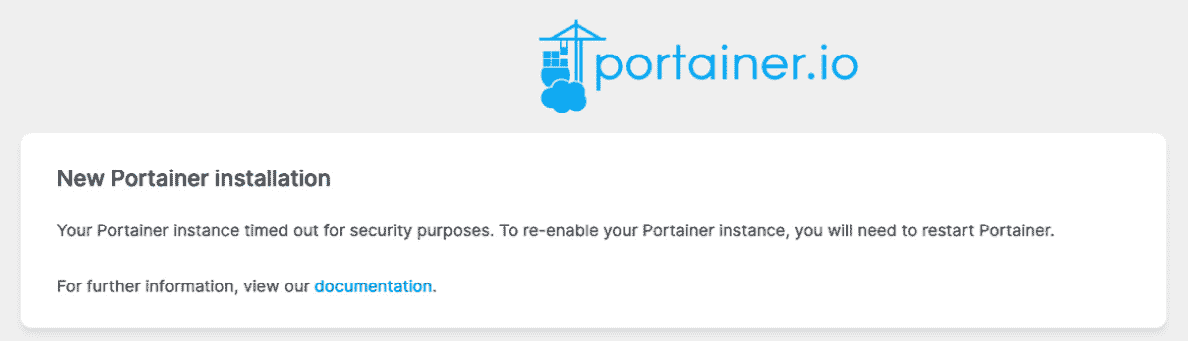 portainer.io
New Portainer installation
Your Portainer instance timed out for security purposes. To re-enable your Portainer instance, you will need to restart Portainer.
For further information, view our documentation.